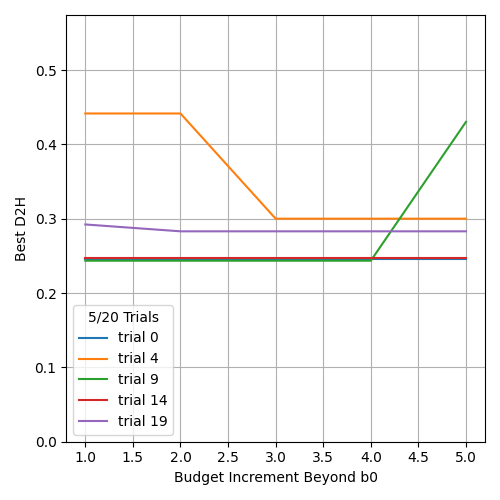 0.5
0.4
0.3
0.2
0.1
0.0
Best D2H
5/20 Trials
trial 0
trial 4
trial 9
trial 14
trial 19
1.0 1.5 2.0 2.5 3.0 3.5 4.0 4.5 5.0
Budget Increment Beyond b0